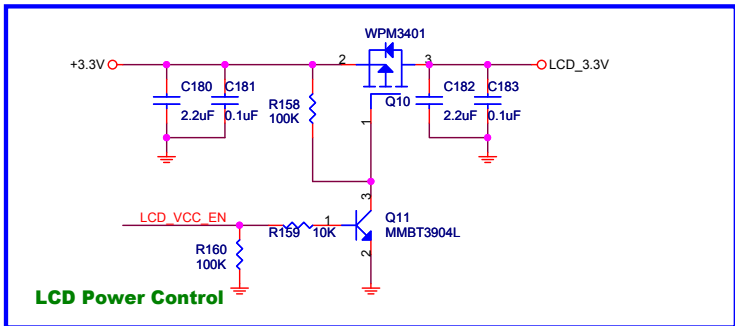 WPM3401
+3.3V
2
3
LCD_3.3V
C180
C181
2.2uF
0.1uF
R158
100K
Q10
C182
C183
2.2uF
0.1uF
1
3
LCD_VCC_EN
R159
10K
1
Q11
MMBT3904L
2
R160
100K
LCD Power Control